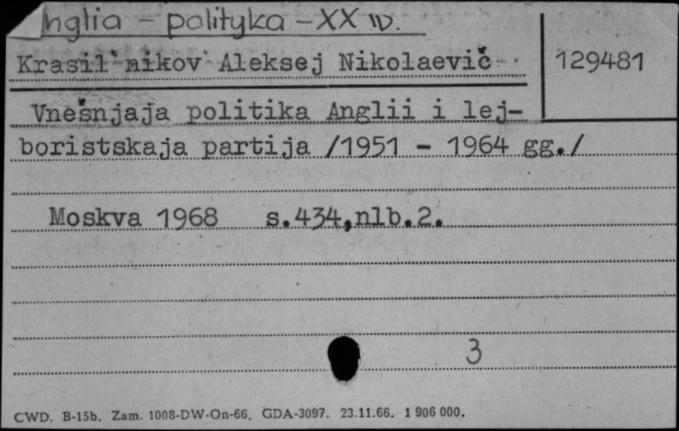 Anglia - polityka - XX w.
Krasil`nikov Aleksej Nikolaevič
129481
Vnešnjaja politika Anglii i lej-
boristskaja partija /1951 - 1964 gg./
Moskva 1968 s.434,nlb.2.
3
CWD. B-15b. Zam. 1008-DW-On-66. GDA-3097. 23.11.66. 1 906 000.